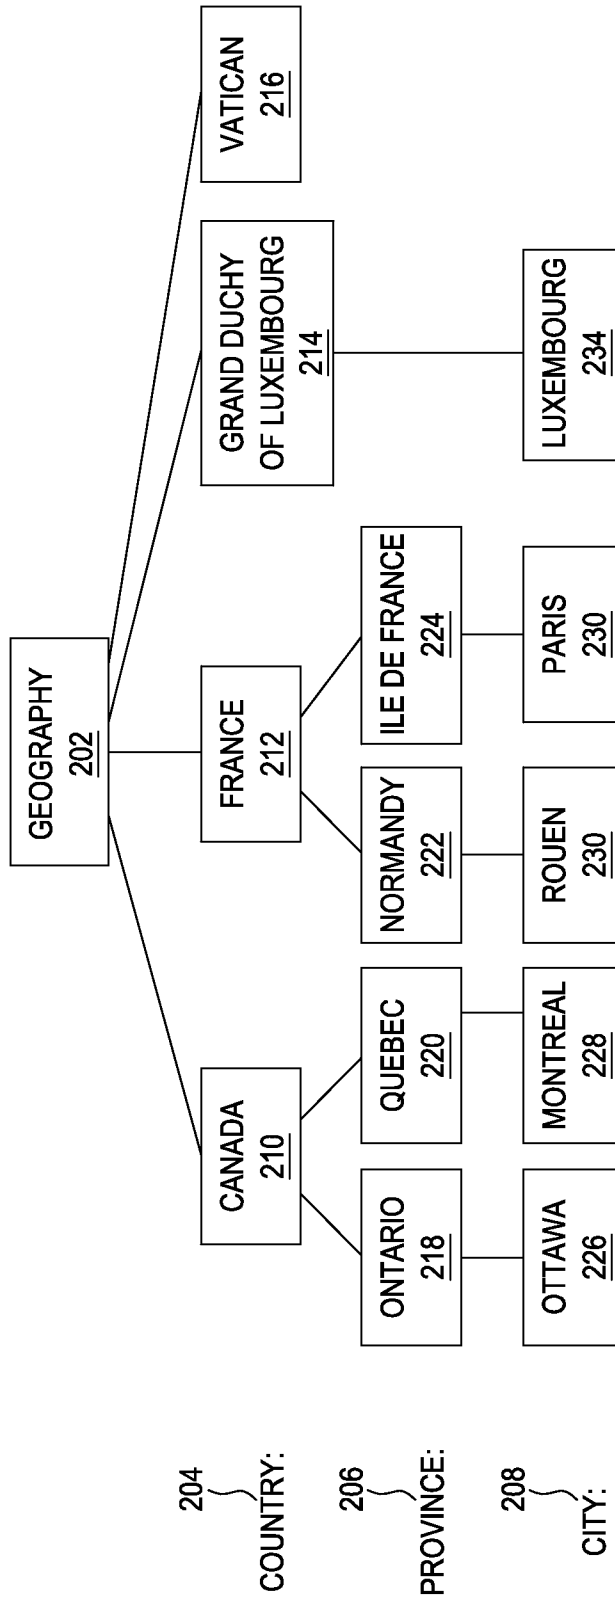 GEOGRAPHY
202
204
COUNTRY:
CANADA
210
FRANCE
212
GRAND DUCHY
OF LUXEMBOURG
214
VATICAN
216
206
PROVINCE:
ONTARIO
218
QUEBEC
220
NORMANDY
222
ILE DE FRANCE
224
208
CITY:
OTTAWA
226
MONTREAL
228
ROUEN
230
PARIS
230
LUXEMBOURG
234